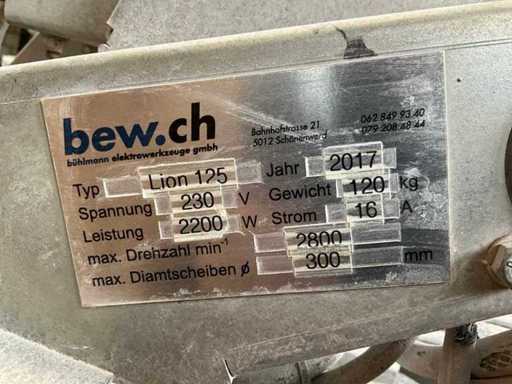 bew.ch
bühlmann elektrowerkzeuge gmbh
Bahnhofstrasse 21
5012 Schönenwerd
062 849 93 40
079 208 48 44
Typ Lion 125 Jahr 2017
Spannung 230 V Gewicht 120 kg
Leistung 2200 W Strom 16 A
max. Drehzahl min⁻¹ 2800
max. Diamtscheiben ø 300 mm